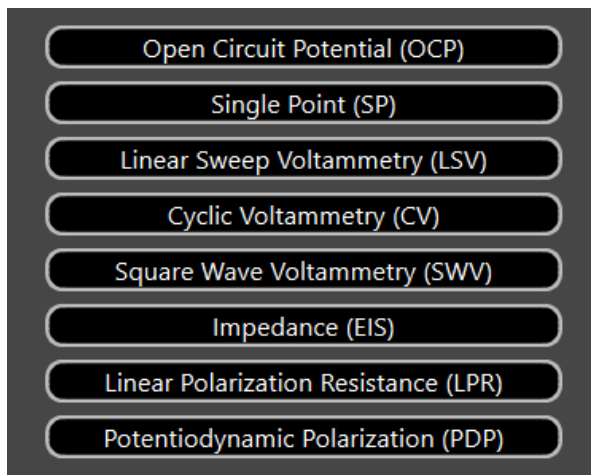 Open Circuit Potential (OCP)
Single Point (SP)
Linear Sweep Voltammetry (LSV)
Cyclic Voltammetry (CV)
Square Wave Voltammetry (SWV)
Impedance (EIS)
Linear Polarization Resistance (LPR)
Potentiodynamic Polarization (PDP)